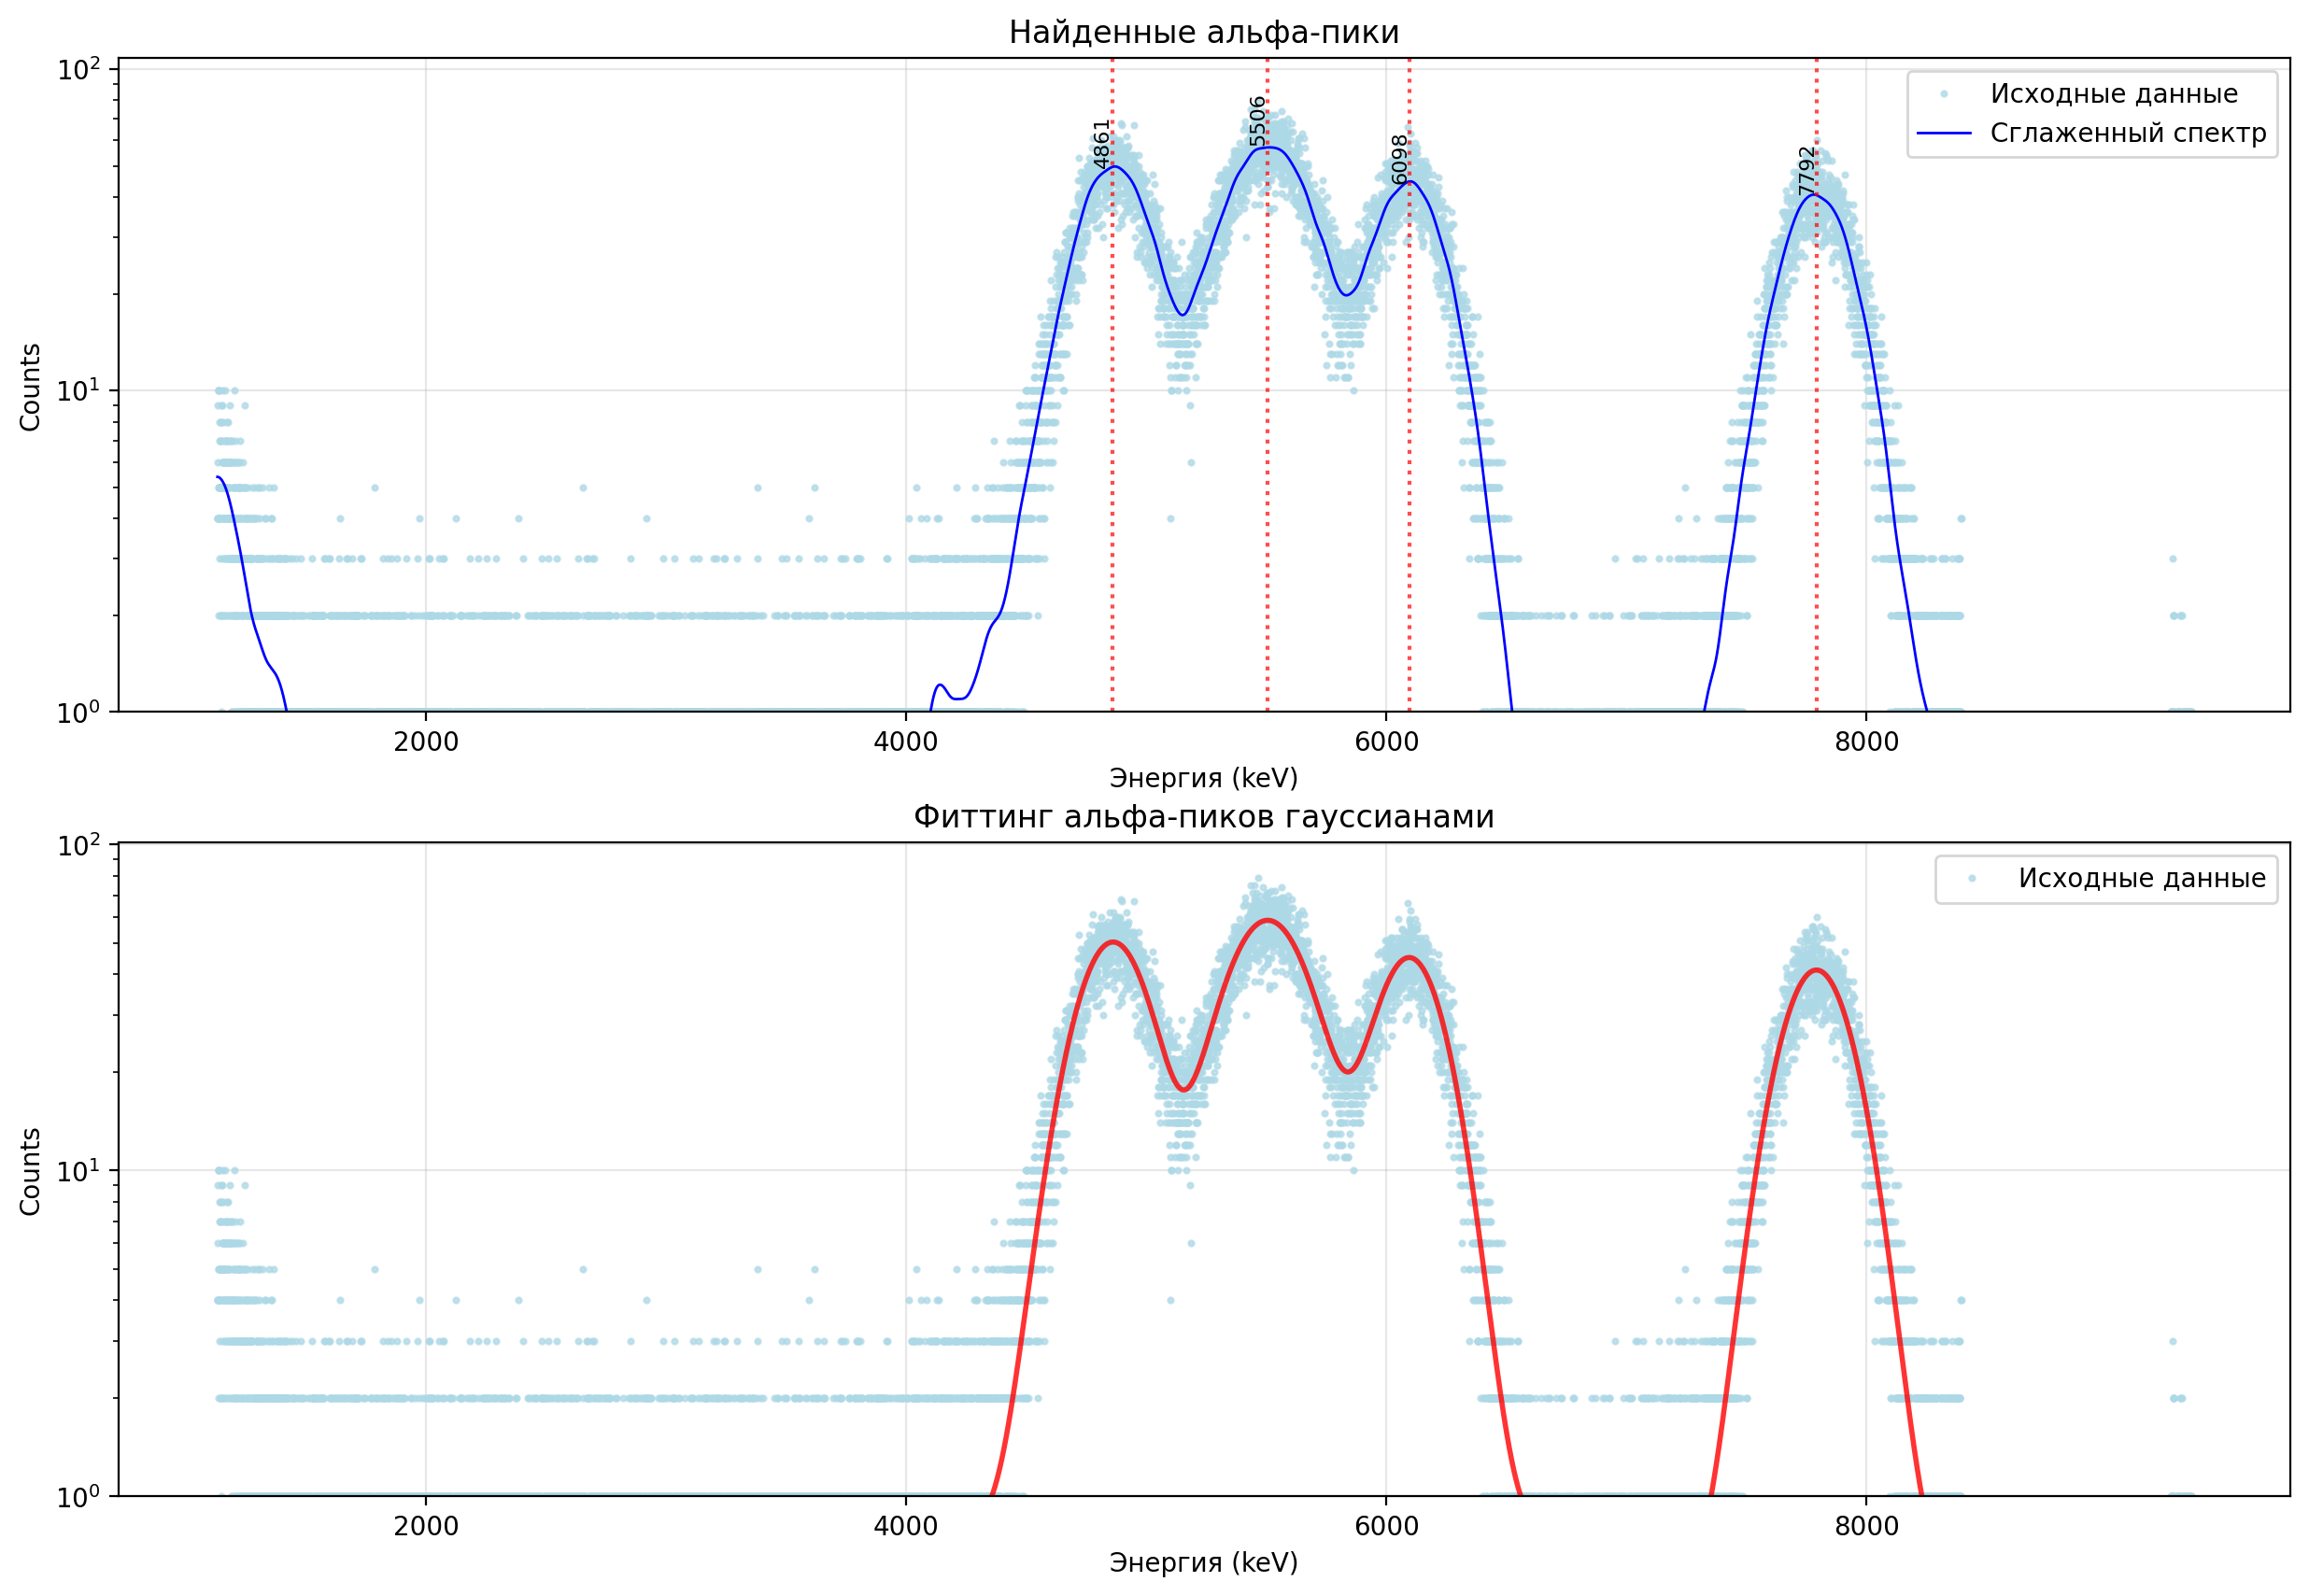 Найденные альфа-пики
10²
10¹
10⁰
Counts
4861
5506
6098
7792
Исходные данные
Сглаженный спектр
2000
4000
6000
8000
Энергия (keV)
Фиттинг альфа-пиков гауссианами
10²
10¹
10⁰
Counts
Исходные данные
2000
4000
6000
8000
Энергия (keV)